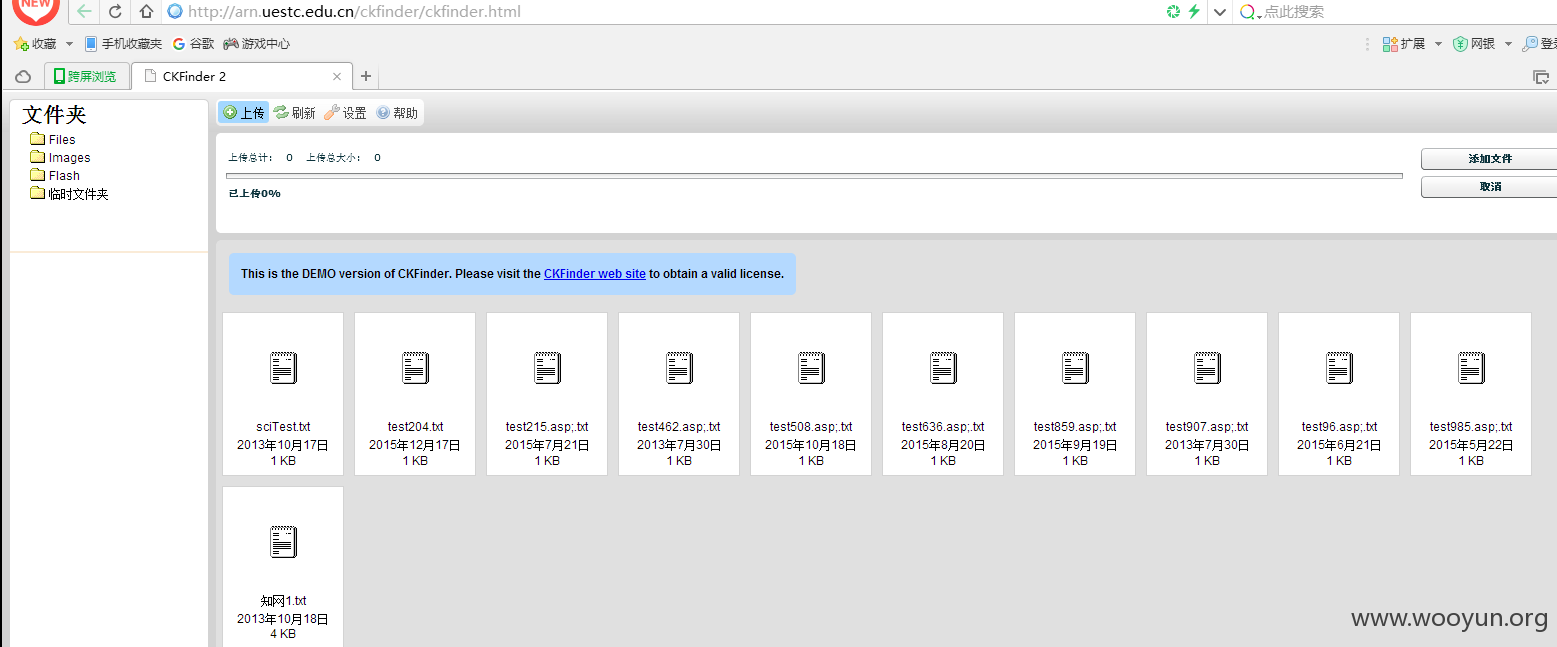 NEW
http://arn.uestc.edu.cn/ckfinder/ckfinder.html
点此搜索
收藏 手机收藏夹 谷歌 游戏中心
扩展 网银 登录
跨屏浏览 CKFinder 2
文件夹
Files
Images
Flash
临时文件夹
上传 刷新 设置 帮助
上传总计: 0 上传总大小: 0
已上传0%
添加文件
取消
This is the DEMO version of CKFinder. Please visit the CKFinder web site to obtain a valid license.
sciTest.txt test204.txt test215.asp;.txt test462.asp;.txt test508.asp;.txt test636.asp;.txt test859.asp;.txt test907.asp;.txt test96.asp;.txt test985.asp;.txt
2013年10月17日 2015年12月17日 2015年7月21日 2013年7月30日 2015年10月18日 2015年8月20日 2015年9月19日 2013年7月30日 2015年6月21日 2015年5月22日
1 KB 1 KB 1 KB 1 KB 1 KB 1 KB 1 KB 1 KB 1 KB 1 KB
知网1.txt
2013年10月18日
4 KB
www.wooyun.org